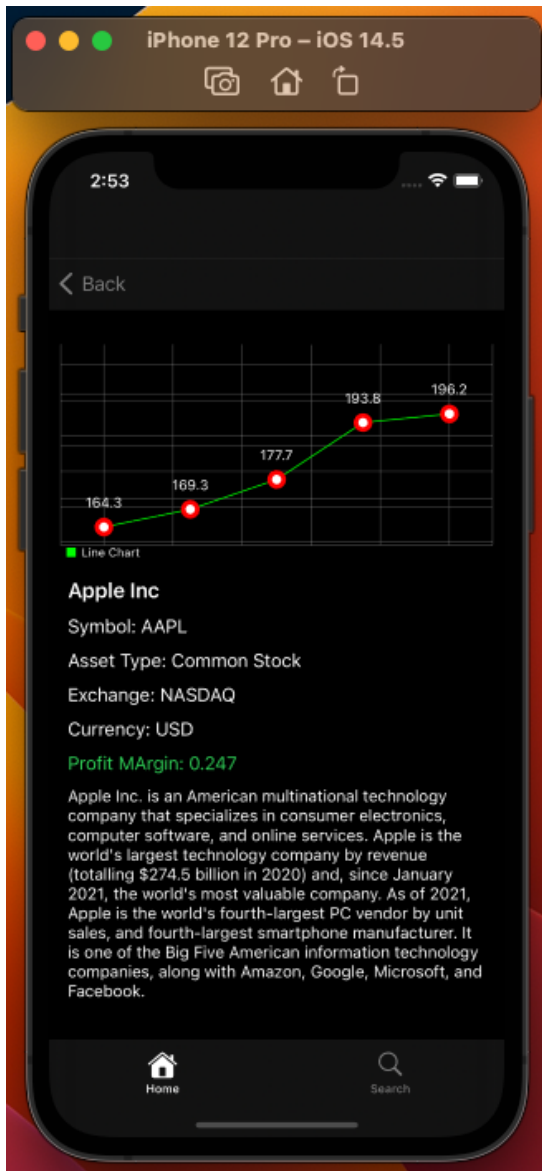 iPhone 12 Pro – iOS 14.5
2:53
Back
164.3
169.3
177.7
193.8
196.2
Line Chart
Apple Inc
Symbol: AAPL
Asset Type: Common Stock
Exchange: NASDAQ
Currency: USD
Profit MArgin: 0.247
Apple Inc. is an American multinational technology
company that specializes in consumer electronics,
computer software, and online services. Apple is the
world's largest technology company by revenue
(totalling $274.5 billion in 2020) and, since January
2021, the world's most valuable company. As of 2021,
Apple is the world's fourth-largest PC vendor by unit
sales, and fourth-largest smartphone manufacturer. It
is one of the Big Five American information technology
companies, along with Amazon, Google, Microsoft, and
Facebook.
Home
Search